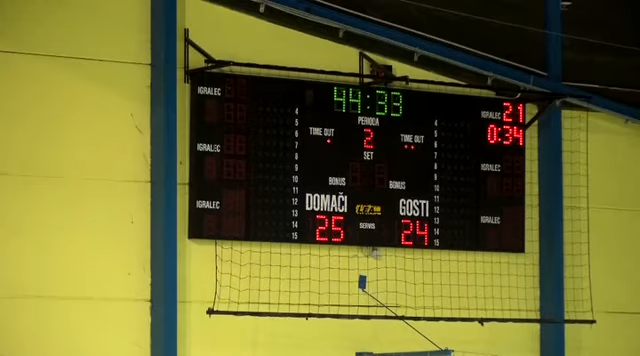 IGRALEC
44:33
IGRALEC 21
0:34
PERIODA
TIME OUT 2 TIME OUT
SET
IGRALEC
IGRALEC
BONUS BONUS
IGRALEC
DOMAČI GOSTI
IGRALEC
25 SERVIS 24
4 5 6 7 8 9 10 11 12 13 14 15
4 5 6 7 8 9 10 11 12 13 14 15